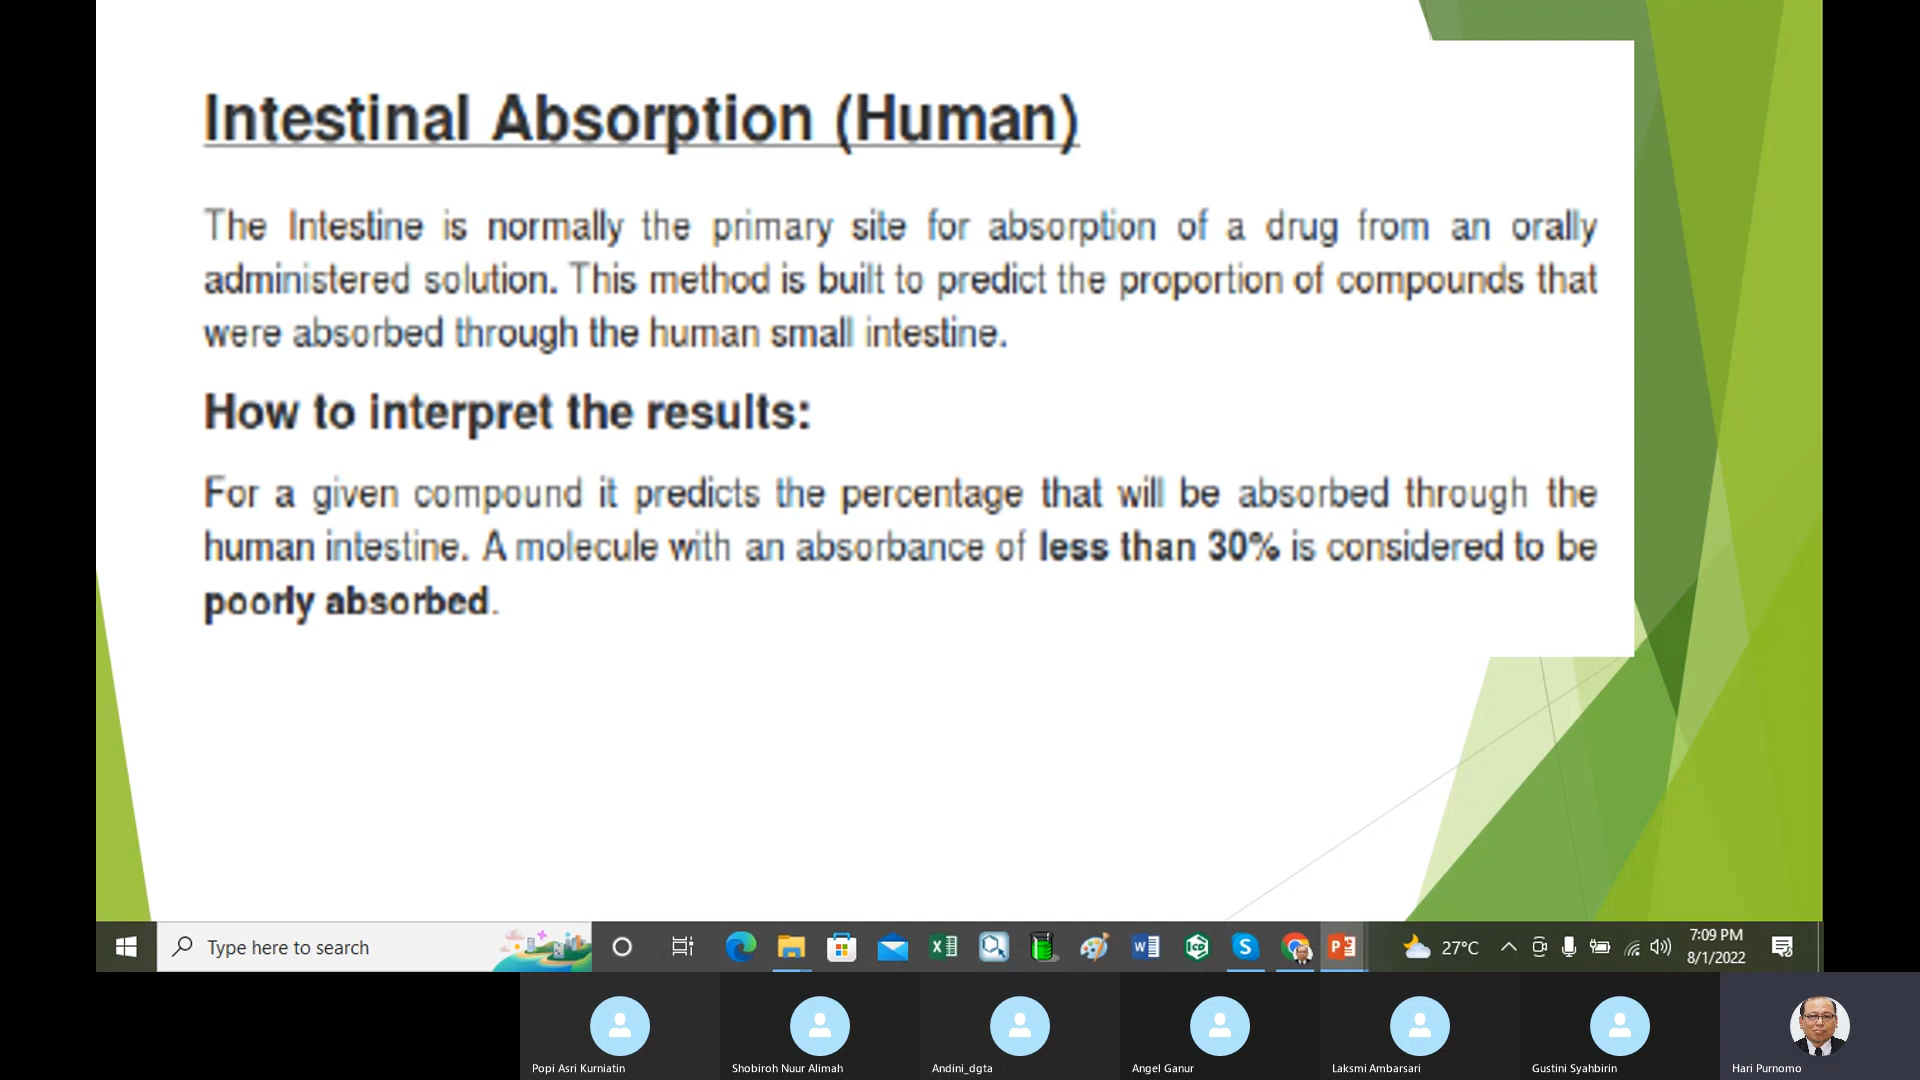 Intestinal Absorption (Human)
The Intestine is normally the primary site for absorption of a drug from an orally
administered solution. This method is built to predict the proportion of compounds that
were absorbed through the human small intestine.
How to interpret the results:
For a given compound it predicts the percentage that will be absorbed through the
human intestine. A molecule with an absorbance of less than 30% is considered to be
poorly absorbed.
Type here to search
27°C
7:09 PM
8/1/2022
Popi Asri Kurniatin
Shobiroh Nuur Alimah
Andini_dgta
Angel Ganur
Laksmi Ambarsari
Gustini Syahbirin
Hari Purnomo